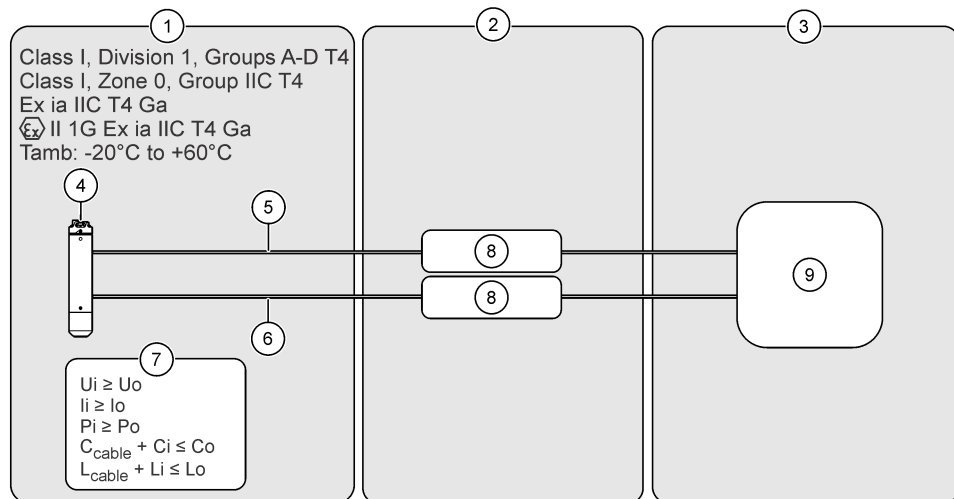 1
2
3
Class I, Division 1, Groups A-D T4
Class I, Zone 0, Group IIC T4
Ex ia IIC T4 Ga
Ex II 1G Ex ia IIC T4 Ga
Tamb: -20°C to +60°C
4
5
8
9
8
6
7
Ui ≥ Uo
Ii ≥ Io
Pi ≥ Po
Ccable + Ci ≤ Co
Lcable + Li ≤ Lo